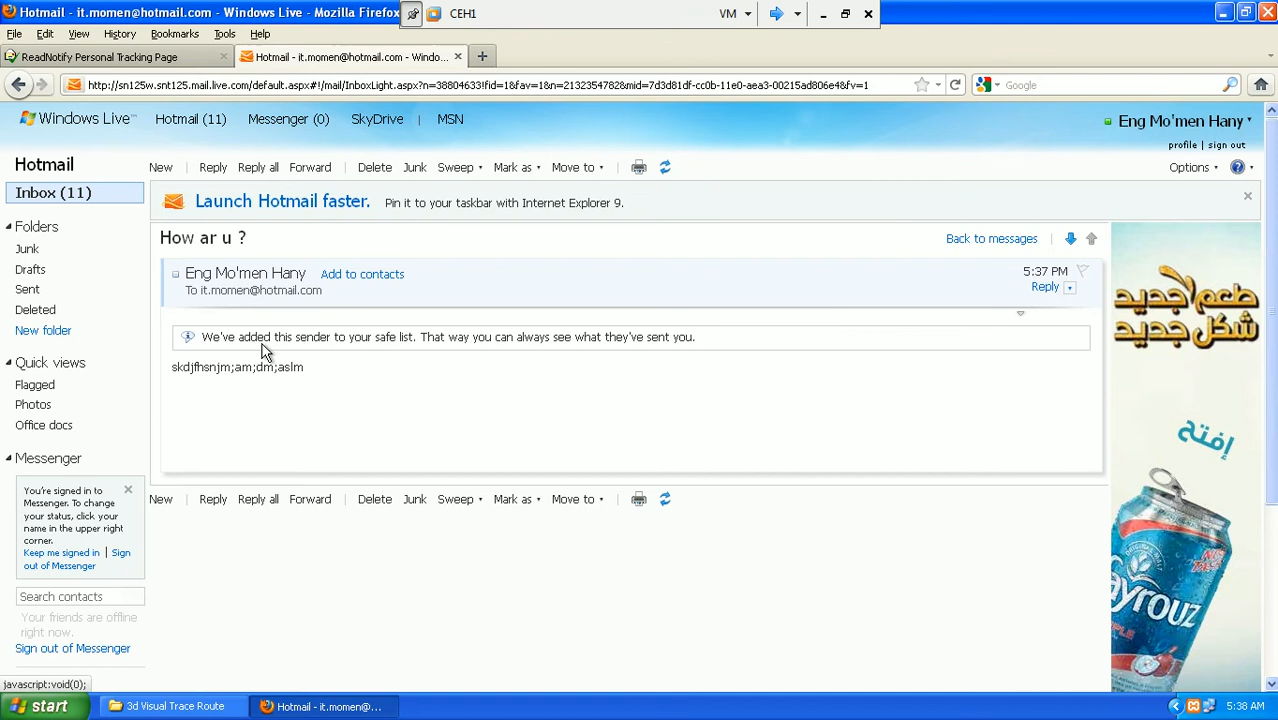 it.momen@hotmail.com - Windows Live - Mozilla Firefox
CEH1
VM
File Edit View History Bookmarks Tools Help
ReadNotify Personal Tracking Page
Hotmail - it.momen@hotmail.com - Windo...
http://sn125w.snt125.mail.live.com/default.aspx#!/mail/InboxLight.aspx?n=38804633!fid=1&fav=1&n=2132354782&mid=7d3d81df-cc0b-11e0-aea3-00215ad806e4&fv=1
Google
Windows Live™ Hotmail (11) Messenger (0) SkyDrive MSN
Eng Mo'men Hany
profile | sign out
Hotmail
New Reply Reply all Forward Delete Junk Sweep Mark as Move to
Options
Inbox (11)
Launch Hotmail faster. Pin it to your taskbar with Internet Explorer 9.
Folders
Junk
Drafts
Sent
Deleted
New folder
Quick views
Flagged
Photos
Office docs
Messenger
You're signed in to
Messenger. To change
your status, click your
name in the upper right
corner.
Keep me signed in | Sign
out of Messenger
Search contacts
Your friends are offline
right now.
Sign out of Messenger
How ar u ?
Back to messages
Eng Mo'men Hany Add to contacts
To it.momen@hotmail.com
5:37 PM
Reply
We've added this sender to your safe list. That way you can always see what they've sent you.
skdjfhsnjm;am;dm;aslm
New Reply Reply all Forward Delete Junk Sweep Mark as Move to
طعم جديد
شكل جديد
إفتح
ayrouz
javascript:void(0);
start
3d Visual Trace Route
Hotmail - it.momen@...
5:38 AM